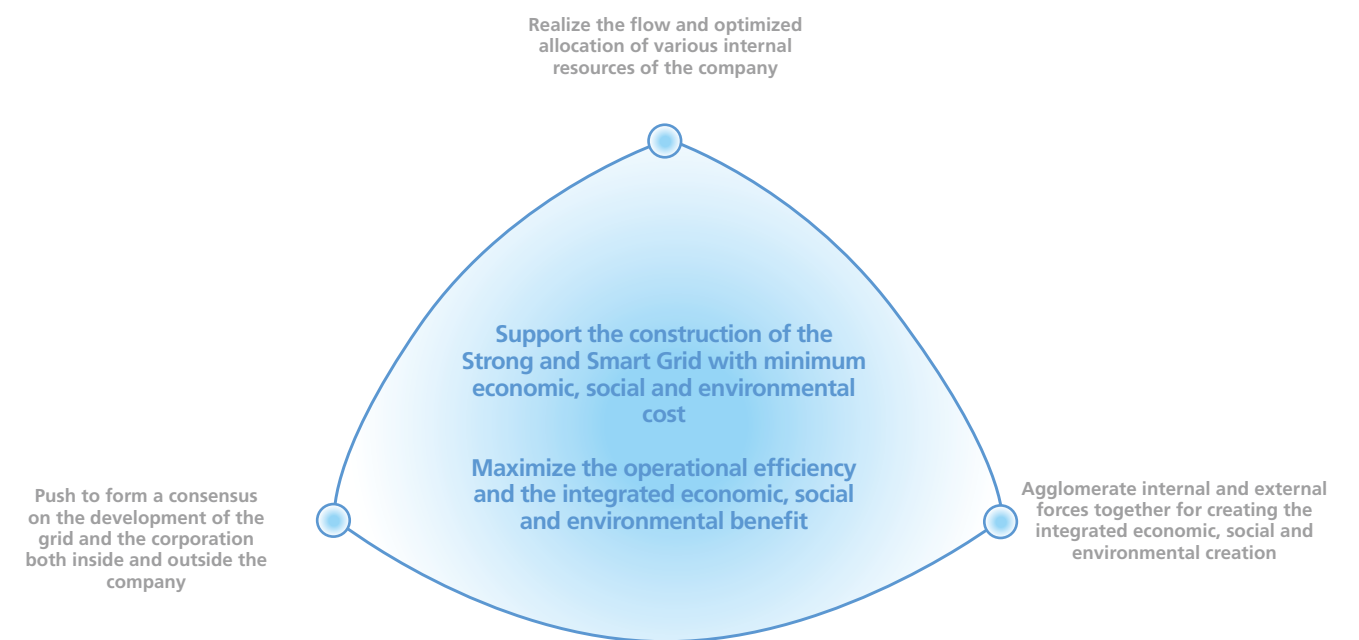 Realize the flow and optimized
allocation of various internal
resources of the company
Support the construction of the
Strong and Smart Grid with minimum
economic, social and environmental
cost
Maximize the operational efficiency
and the integrated economic, social
and environmental benefit
Push to form a consensus
on the development of the
grid and the corporation
both inside and outside the
company
Agglomerate internal and external
forces together for creating the
integrated economic, social and
environmental creation